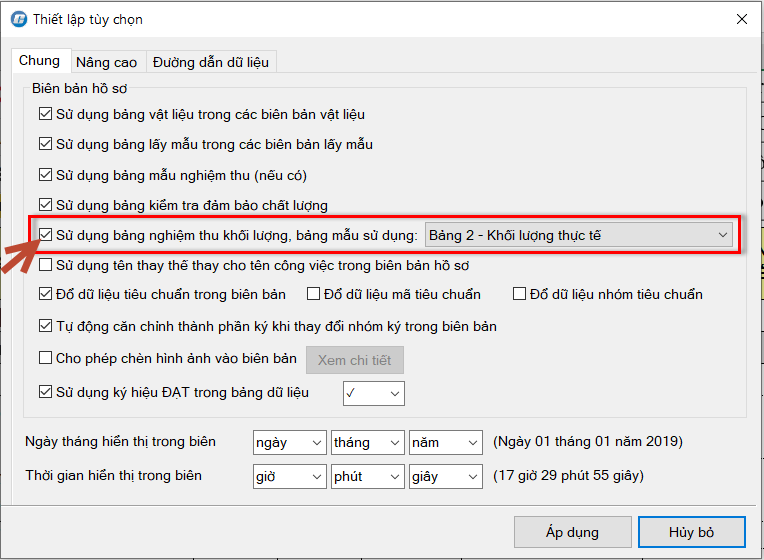 Thiết lập tùy chọn
Chung Nâng cao Đường dẫn dữ liệu
Biên bản hồ sơ
Sử dụng bảng vật liệu trong các biên bản vật liệu
Sử dụng bảng lấy mẫu trong các biên bản lấy mẫu
Sử dụng bảng mẫu nghiệm thu (nếu có)
Sử dụng bảng kiểm tra đảm bảo chất lượng
Sử dụng bảng nghiệm thu khối lượng, bảng mẫu sử dụng: Bảng 2 - Khối lượng thực tế
Sử dụng tên thay thế thay cho tên công việc trong biên bản hồ sơ
Đổ dữ liệu tiêu chuẩn trong biên bản Đổ dữ liệu mã tiêu chuẩn Đổ dữ liệu nhóm tiêu chuẩn
Tự động căn chỉnh thành phần ký khi thay đổi nhóm ký trong biên bản
Cho phép chèn hình ảnh vào biên bản Xem chi tiết
Sử dụng ký hiệu ĐẠT trong bảng dữ liệu ✓
Ngày tháng hiển thị trong biên ngày tháng năm (Ngày 01 tháng 01 năm 2019)
Thời gian hiển thị trong biên giờ phút giây (17 giờ 29 phút 55 giây)
Áp dụng Hủy bỏ